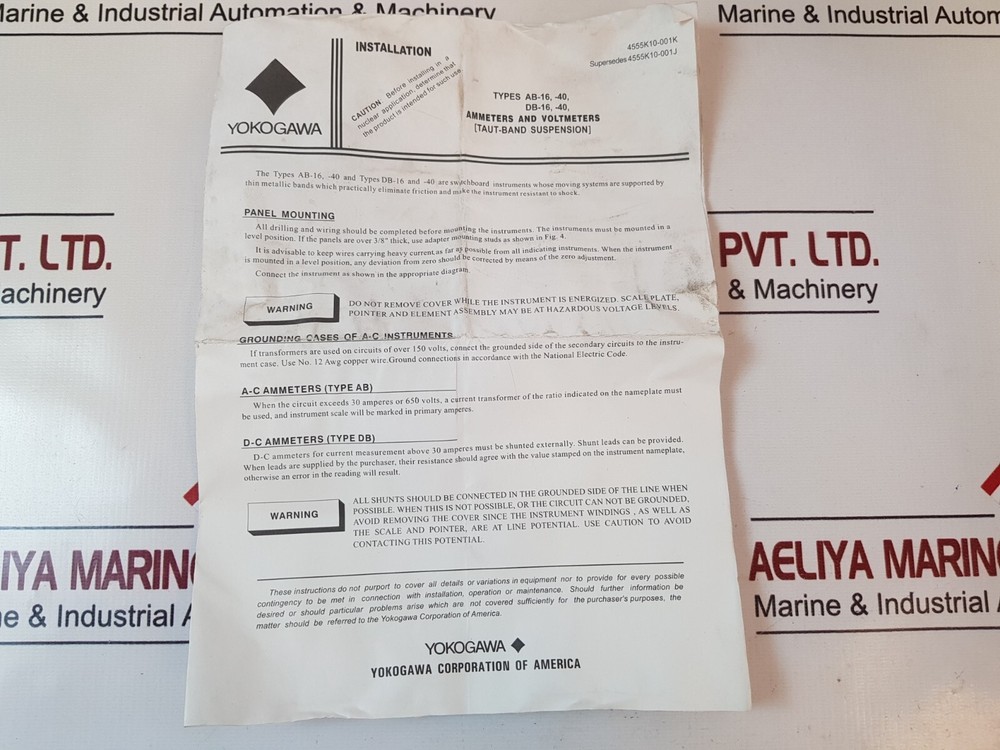 Marine & Industrial Automation & Machinery
Marine & Industrial Autom
INSTALLATION
4555K10-001K
Supersedes 4555K10-001J
CAUTION Before installing in a
nuclear application, determine that
the product is intended for such use
YOKOGAWA
TYPES AB-16, -40,
DB-16, -40,
AMMETERS AND VOLTMETERS
[TAUT-BAND SUSPENSION]
The Types AB-16, -40 and Types DB-16 and -40 are switchboard instruments whose moving systems are supported by
thin metallic bands which practically eliminate friction and make the instrument resistant to shock.
PANEL MOUNTING
All drilling and wiring should be completed before mounting the instruments. The instruments must be mounted in a
level position. If the panels are over 3/8" thick, use adapter mounting studs as shown in Fig. 4.
It is advisable to keep wires carrying heavy current,as far as possible from all indicating instruments. When the instrument
is mounted in a level position, any deviation from zero should be corrected by means of the zero adjustment.
Connect the instrument as shown in the appropriate diagram.
WARNING
DO NOT REMOVE COVER WHILE THE INSTRUMENT IS ENERGIZED. SCALE PLATE,
POINTER AND ELEMENT ASSEMBLY MAY BE AT HAZARDOUS VOLTAGE LEVELS.
GROUNDING CASES OF A-C INSTRUMENTS
If transformers are used on circuits of over 150 volts, connect the grounded side of the secondary circuits to the instru-
ment case. Use No. 12 Awg copper wire.Ground connections in accordance with the National Electric Code.
A-C AMMETERS (TYPE AB)
When the circuit exceeds 30 amperes or 650 volts, a current transformer of the ratio indicated on the nameplate must
be used, and instrument scale will be marked in primary amperes.
D-C AMMETERS (TYPE DB)
D-C ammeters for current measurement above 30 amperes must be shunted externally. Shunt leads can be provided.
When leads are supplied by the purchaser, their resistance should agree with the value stamped on the instrument nameplate,
otherwise an error in the reading will result.
WARNING
ALL SHUNTS SHOULD BE CONNECTED IN THE GROUNDED SIDE OF THE LINE WHEN
POSSIBLE. WHEN THIS IS NOT POSSIBLE, OR THE CIRCUIT CAN NOT BE GROUNDED,
AVOID REMOVING THE COVER SINCE THE INSTRUMENT WINDINGS , AS WELL AS
THE SCALE AND POINTER, ARE AT LINE POTENTIAL. USE CAUTION TO AVOID
CONTACTING THIS POTENTIAL.
These instructions do not purport to cover all details or variations in equipment nor to provide for every possible
contingency to be met in connection with installation, operation or maintenance. Should further information be
desired or should particular problems arise which are not covered sufficiently for the purchaser's purposes, the
matter should be referred to the Yokogawa Corporation of America.
YOKOGAWA
YOKOGAWA CORPORATION OF AMERICA
T. LTD.
achinery
PVT. LTD.
& Machinery
IYA MARIN
e & Industrial A
AELIYA MARIN
Marine & Industrial A